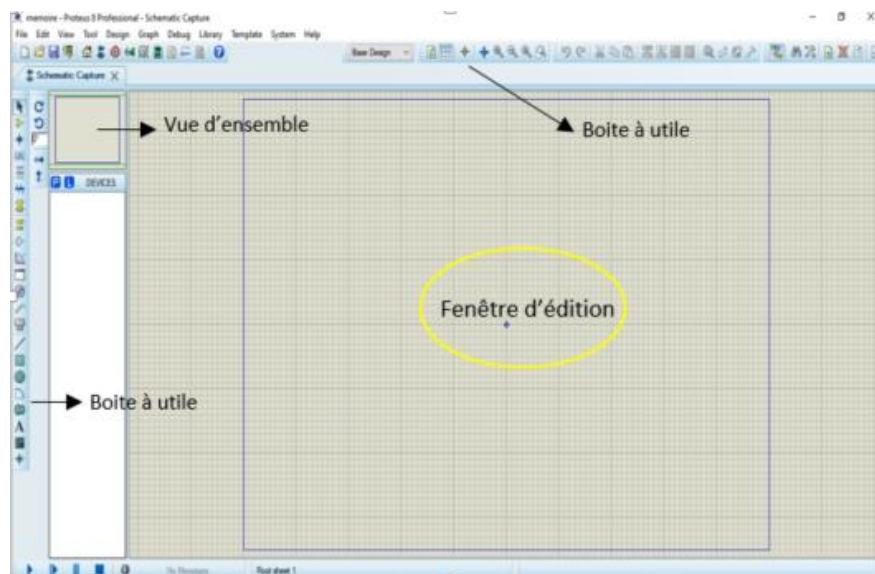 memoire - Proteus 8 Professional - Schematic Capture
File Edit View Tool Design Graph Debug Library Template System Help
Base Design
Schematic Capture X
Vue d'ensemble
Boite à utile
P L DEVICES
Fenêtre d'édition
Boite à utile
A
No Messages Root sheet 1